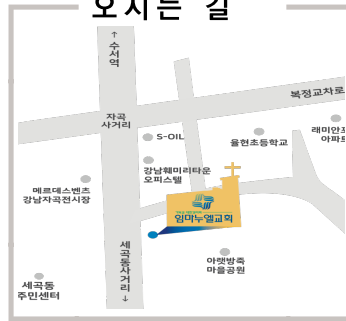 오시는 길
↑
수서역
복정교차로
자곡
사거리
S-OIL
율현초등학교
래미안포
아파트
강남훼미리타운
오피스텔
메르데스벤츠
강남자곡전시장
임마누엘교회
세곡동사거리
↓
아랫방죽
마을공원
세곡동
주민센터